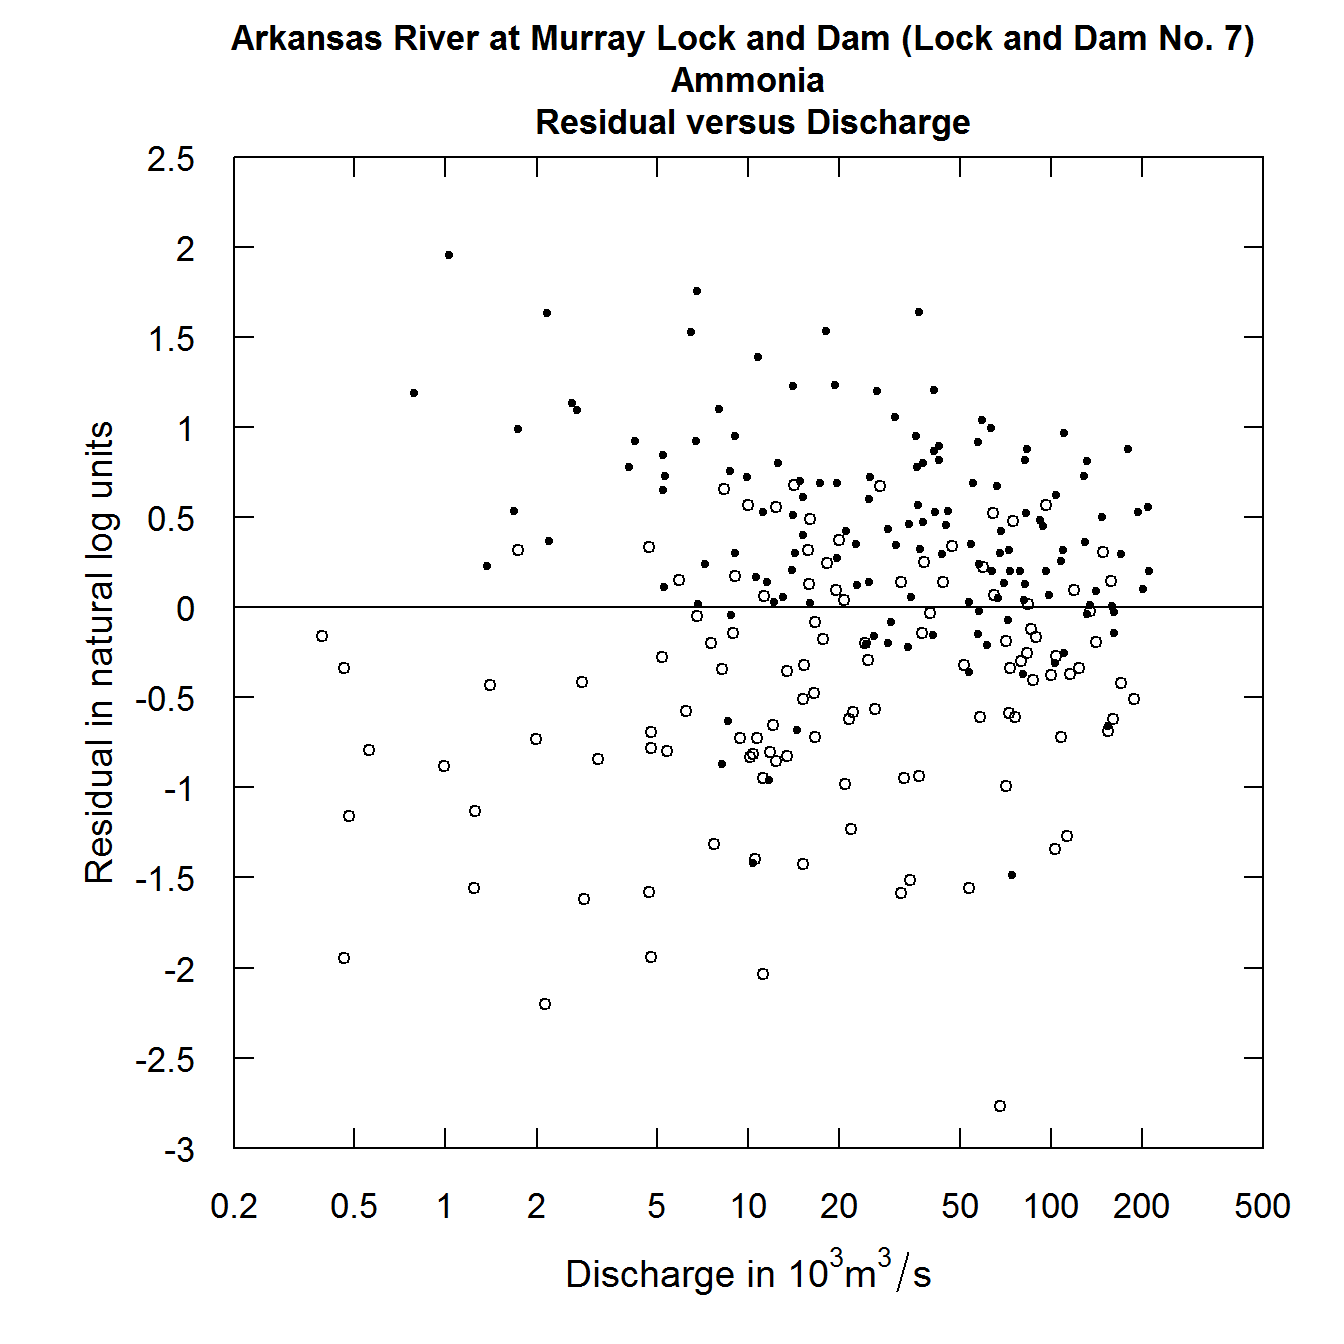 Arkansas River at Murray Lock and Dam (Lock and Dam No. 7)
Ammonia
Residual versus Discharge
2.5
2
1.5
1
0.5
0
-0.5
-1
-1.5
-2
-2.5
-3
Residual in natural log units
0.2 0.5 1 2 5 10 20 50 100 200 500
Discharge in 10³m³/s